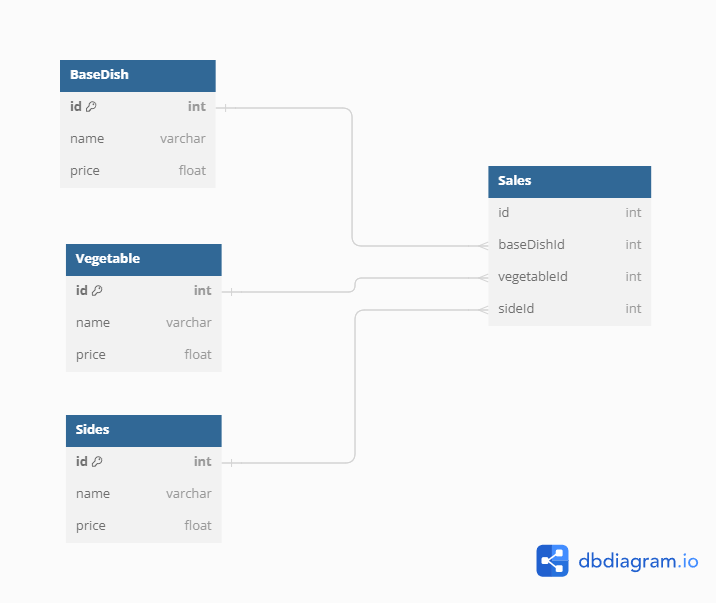 BaseDish
id int
name varchar
price float
Vegetable
id int
name varchar
price float
Sides
id int
name varchar
price float
Sales
id int
baseDishId int
vegetableId int
sideId int
dbdiagram.io